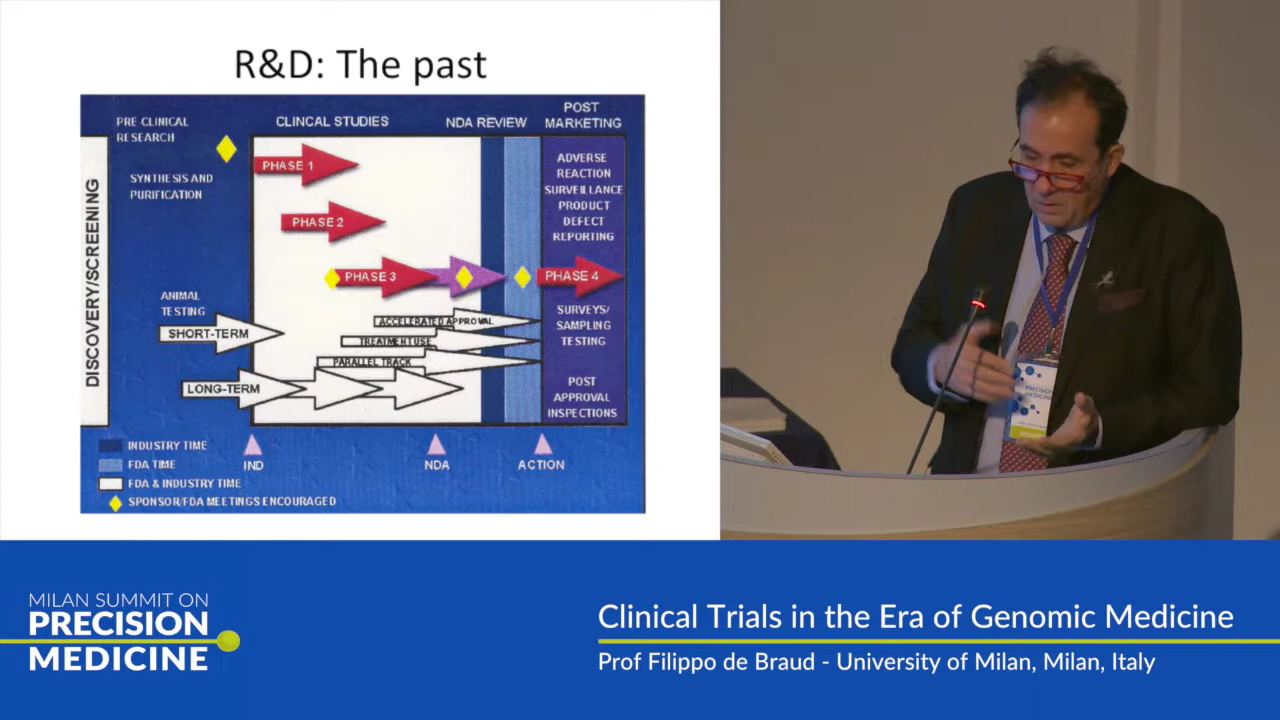 R&D: The past
PRE CLINICAL
RESEARCH
CLINCAL STUDIES
NDA REVIEW
POST
MARKETING
DISCOVERY/SCREENING
SYNTHESIS AND
PURIFICATION
PHASE 1
PHASE 2
PHASE 3
PHASE 4
ADVERSE
REACTION
SURVEILLANCE
PRODUCT
DEFECT
REPORTING
ANIMAL
TESTING
SHORT-TERM
LONG-TERM
ACCELERATED APPROVAL
TREATMENT USE
PARALLEL TRACK
SURVEYS/
SAMPLING
TESTING
POST
APPROVAL
INSPECTIONS
INDUSTRY TIME
FDA TIME
FDA & INDUSTRY TIME
SPONSOR/FDA MEETINGS ENCOURAGED
IND
NDA
ACTION
PRECISION
MEDICINE
MILAN SUMMIT ON
PRECISION
MEDICINE
Clinical Trials in the Era of Genomic Medicine
Prof Filippo de Braud - University of Milan, Milan, Italy